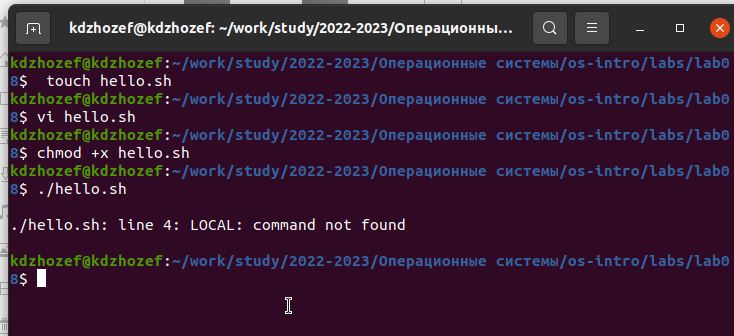 kdzhozef@kdzhozef: ~/work/study/2022-2023/Операционны...
kdzhozef@kdzhozef:~/work/study/2022-2023/Операционные системы/os-intro/labs/lab0
8$  touch hello.sh
kdzhozef@kdzhozef:~/work/study/2022-2023/Операционные системы/os-intro/labs/lab0
8$ vi hello.sh
kdzhozef@kdzhozef:~/work/study/2022-2023/Операционные системы/os-intro/labs/lab0
8$ chmod +x hello.sh
kdzhozef@kdzhozef:~/work/study/2022-2023/Операционные системы/os-intro/labs/lab0
8$ ./hello.sh
./hello.sh: line 4: LOCAL: command not found
kdzhozef@kdzhozef:~/work/study/2022-2023/Операционные системы/os-intro/labs/lab0
8$